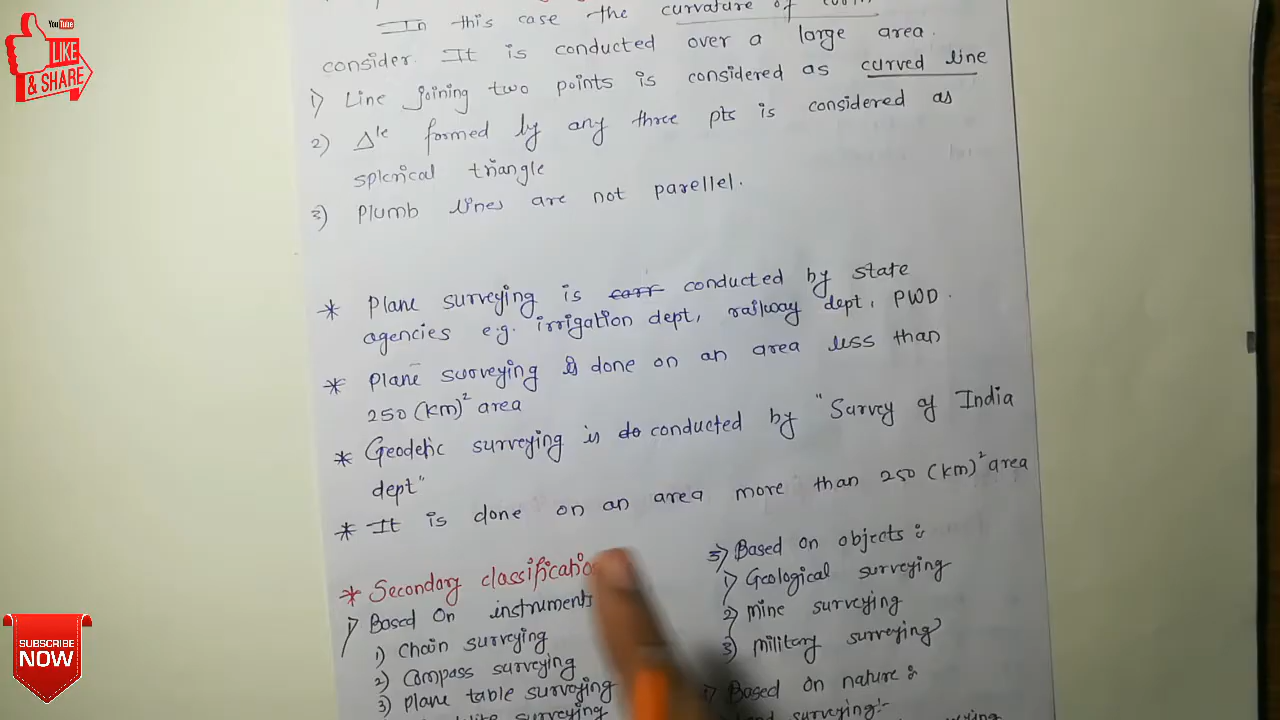 YouTube
LIKE
& SHARE
In this case the curvature of
consider. It is conducted over a large area.
1) Line joining two points is considered as curved line
2) Δle formed by any three pts is considered as
spherical triangle
3) Plumb lines are not parellel.
* Plane surveying is conducted by state
agencies e.g. irrigation dept, railway dept, PWD.
* Plane surveying is done on an area less than
250 (km)² area
* Geodetic surveying is do conducted by "Survey of India
dept"
* It is done on an area more than 250 (km)² area
* Secondary classification
1) Based on instruments
1) Chain surveying
2) Compass surveying
3) Plane table surveying
surveying
3) Based on objects :
1) Geological surveying
2) mine surveying
3) military surveying
Based on nature :
surveying:-
SUBSCRIBE
NOW